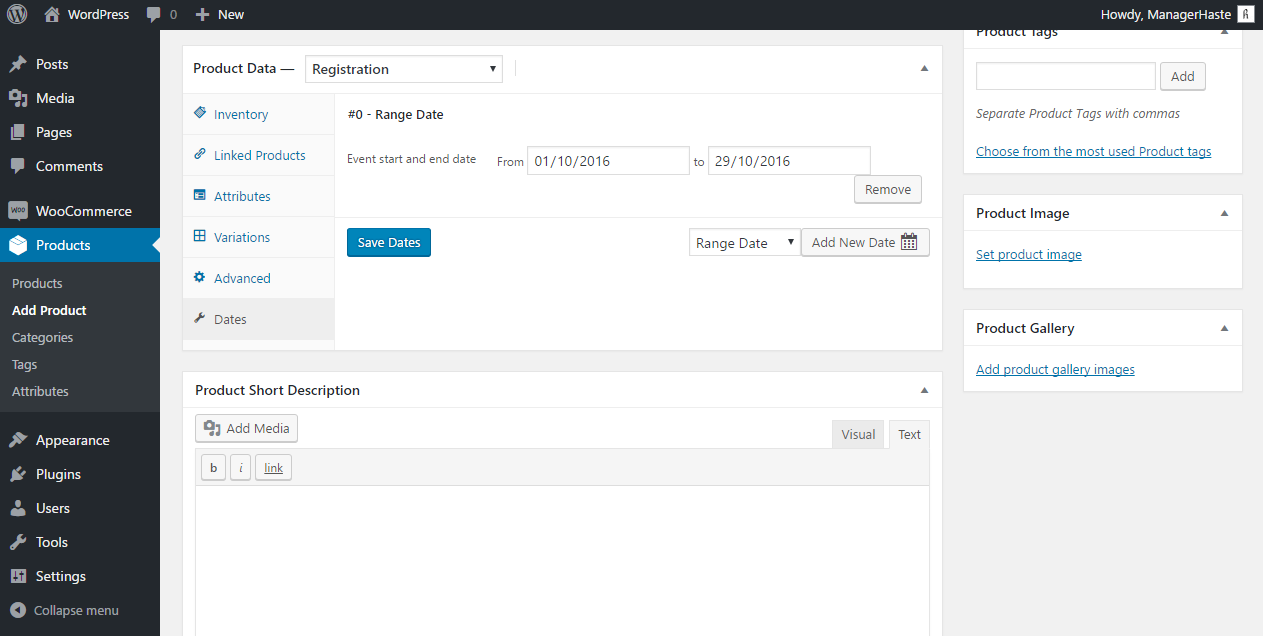 WordPress 0 New
Howdy, ManagerHaste
Posts
Media
Pages
Comments
WOO WooCommerce
Products
Products
Add Product
Categories
Tags
Attributes
Appearance
Plugins
Users
Tools
Settings
Collapse menu
Product Data — Registration
Inventory
Linked Products
Attributes
Variations
Advanced
Dates
#0 - Range Date
Event start and end date From 01/10/2016 to 29/10/2016
Remove
Save Dates Range Date Add New Date
Product Short Description
Add Media
Visual Text
b i link
Product Tags
Add
Separate Product Tags with commas
Choose from the most used Product tags
Product Image
Set product image
Product Gallery
Add product gallery images